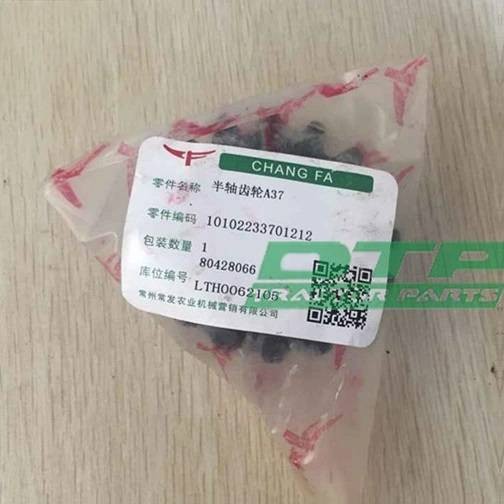 CHANG FA
零件名称 半轴齿轮A37
零件编码 10102233701212
包装数量 1
80428066
库位编号 LTH0062105
常州常发农业机械营销有限公司
DTP
TRACTOR PARTS